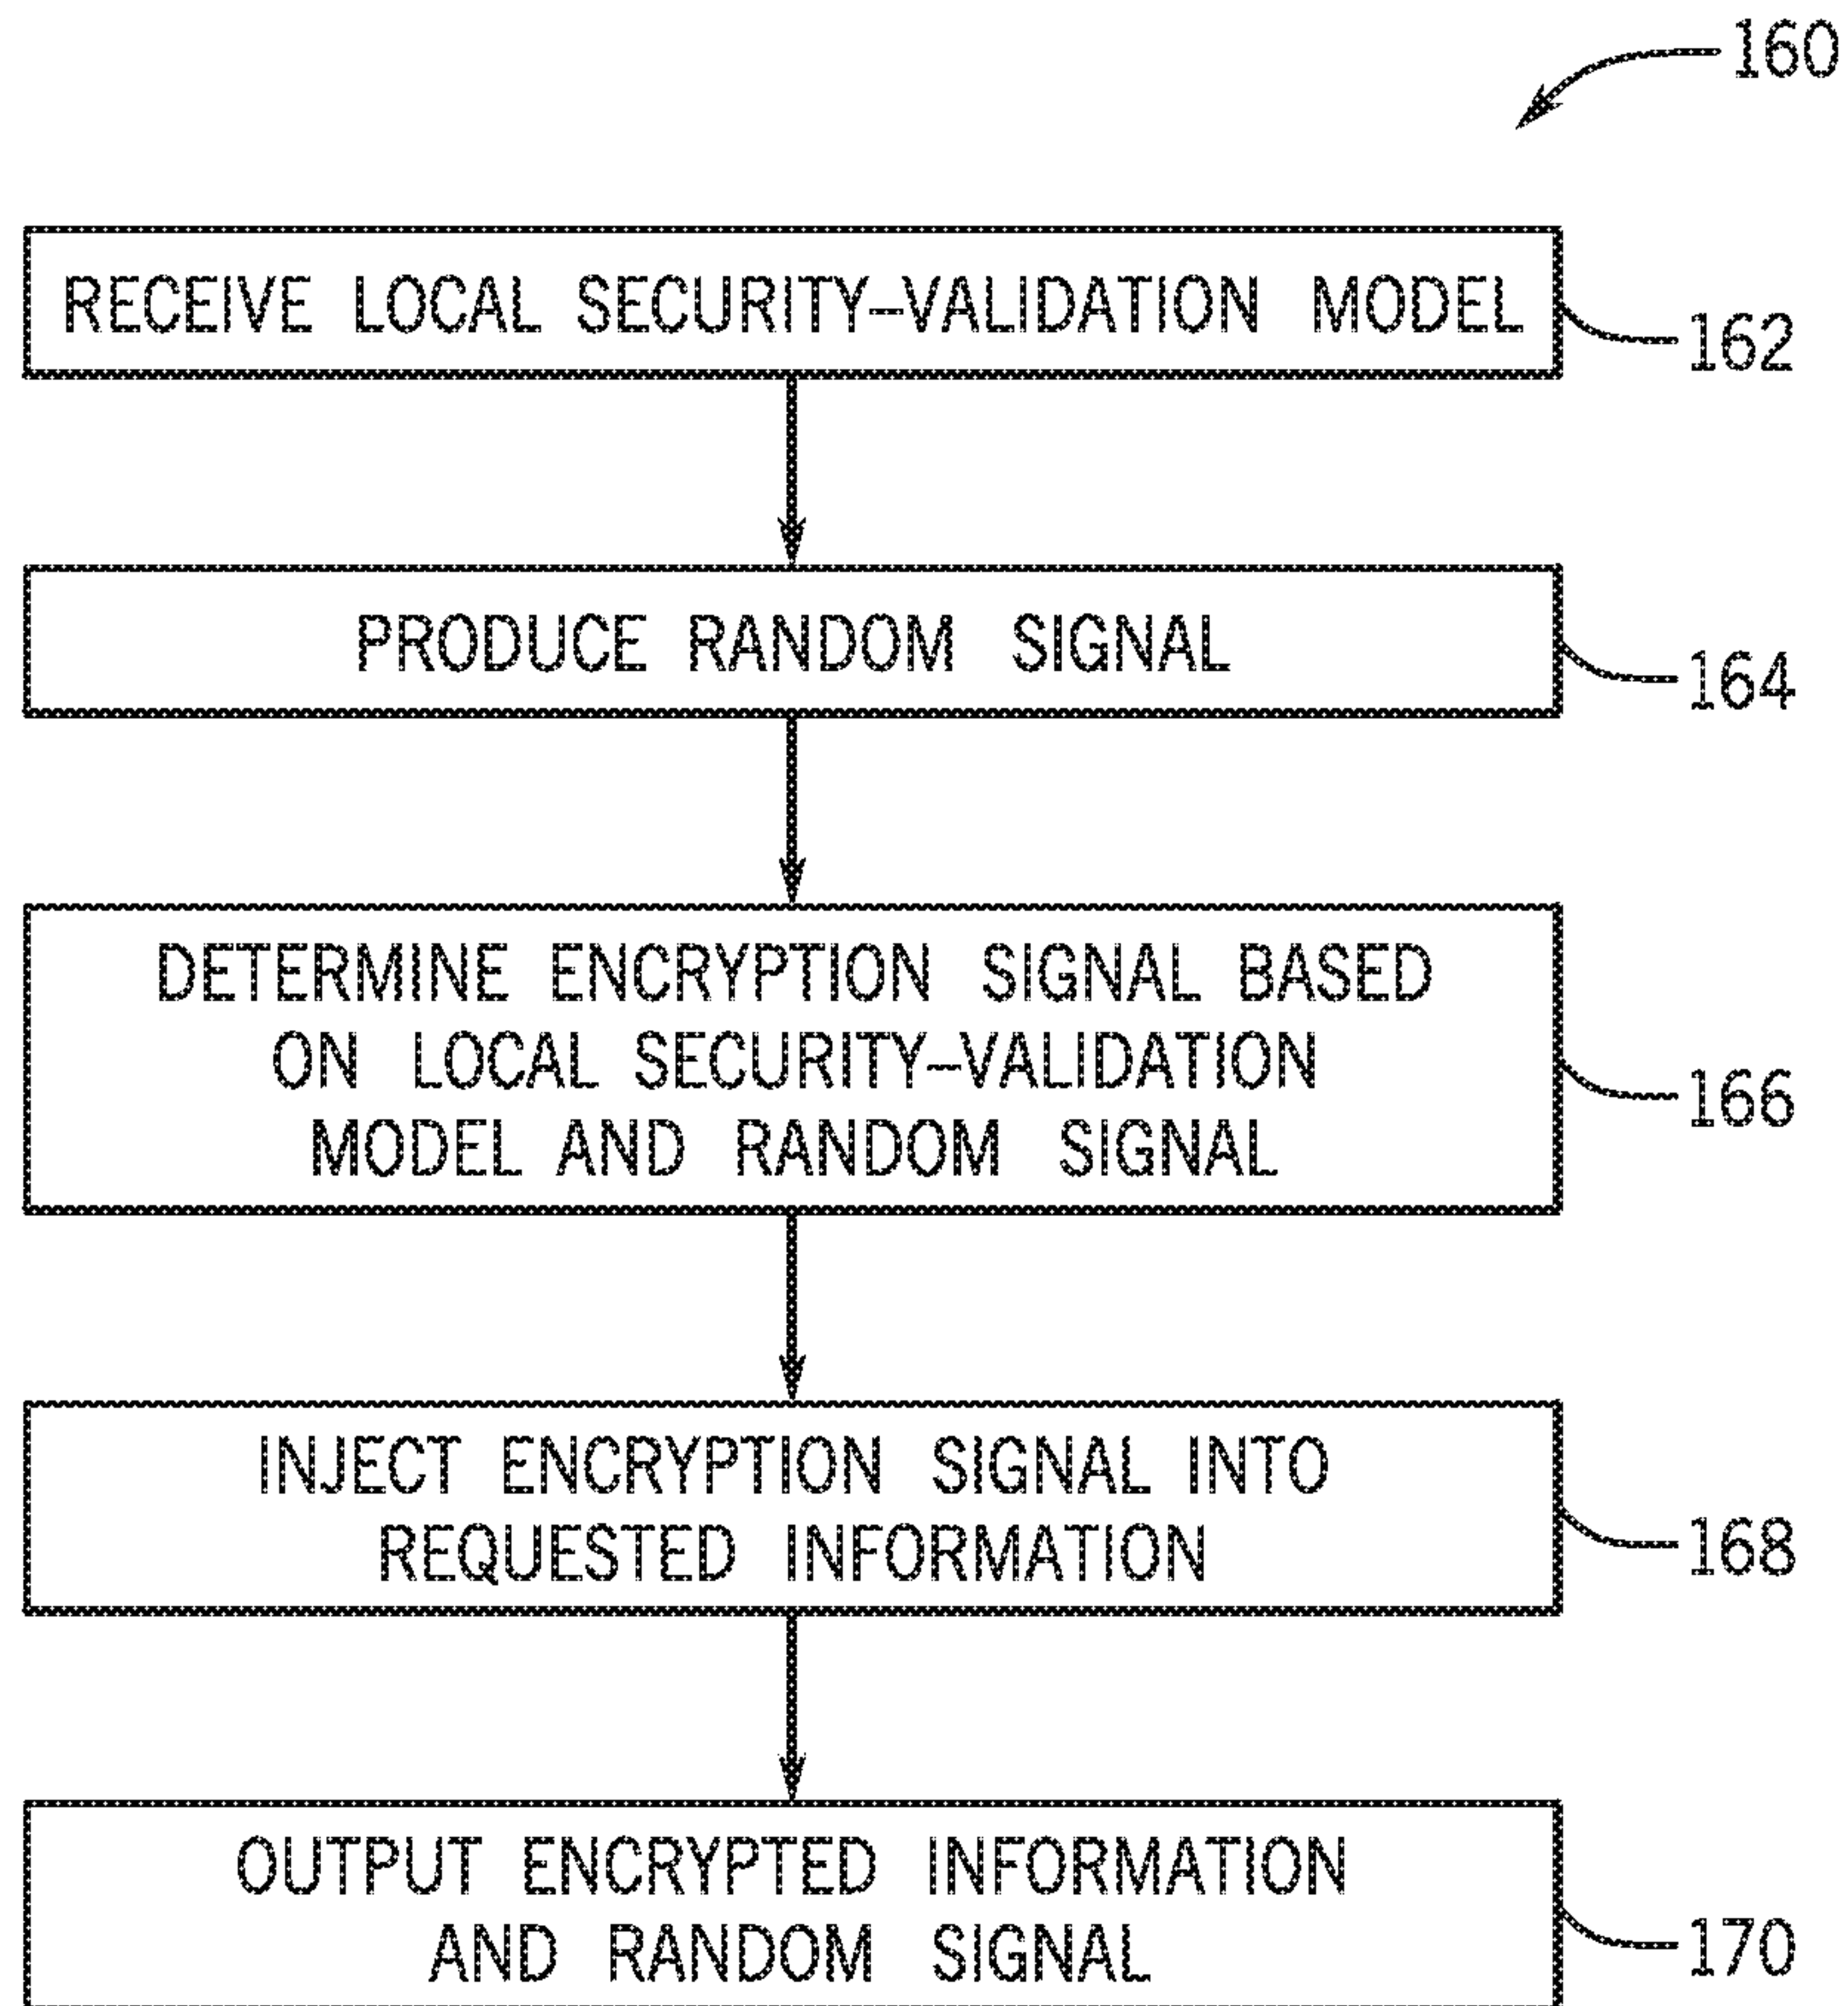 160
RECEIVE LOCAL SECURITY-VALIDATION MODEL
162
PRODUCE RANDOM SIGNAL
164
DETERMINE ENCRYPTION SIGNAL BASED
ON LOCAL SECURITY-VALIDATION
MODEL AND RANDOM SIGNAL
166
INJECT ENCRYPTION SIGNAL INTO
REQUESTED INFORMATION
168
OUTPUT ENCRYPTED INFORMATION
AND RANDOM SIGNAL
170